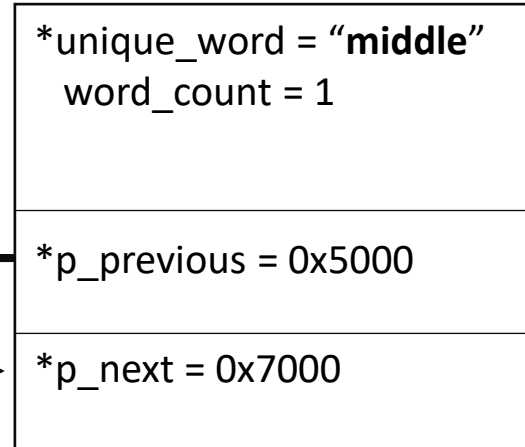 *unique_word = “middle”
word_count = 1
*p_previous = 0x5000
*p_next = 0x7000